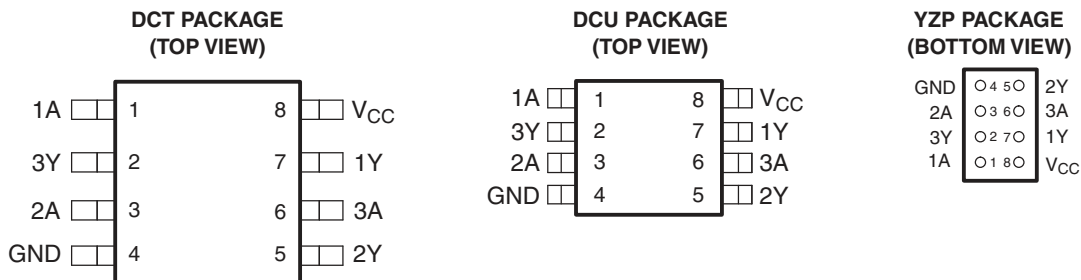 DCT PACKAGE
(TOP VIEW)
1A 1 8 VCC
3Y 2 7 1Y
2A 3 6 3A
GND 4 5 2Y
DCU PACKAGE
(TOP VIEW)
1A 1 8 VCC
3Y 2 7 1Y
2A 3 6 3A
GND 4 5 2Y
YZP PACKAGE
(BOTTOM VIEW)
GND 4 5 2Y
2A 3 6 3A
3Y 2 7 1Y
1A 1 8 VCC